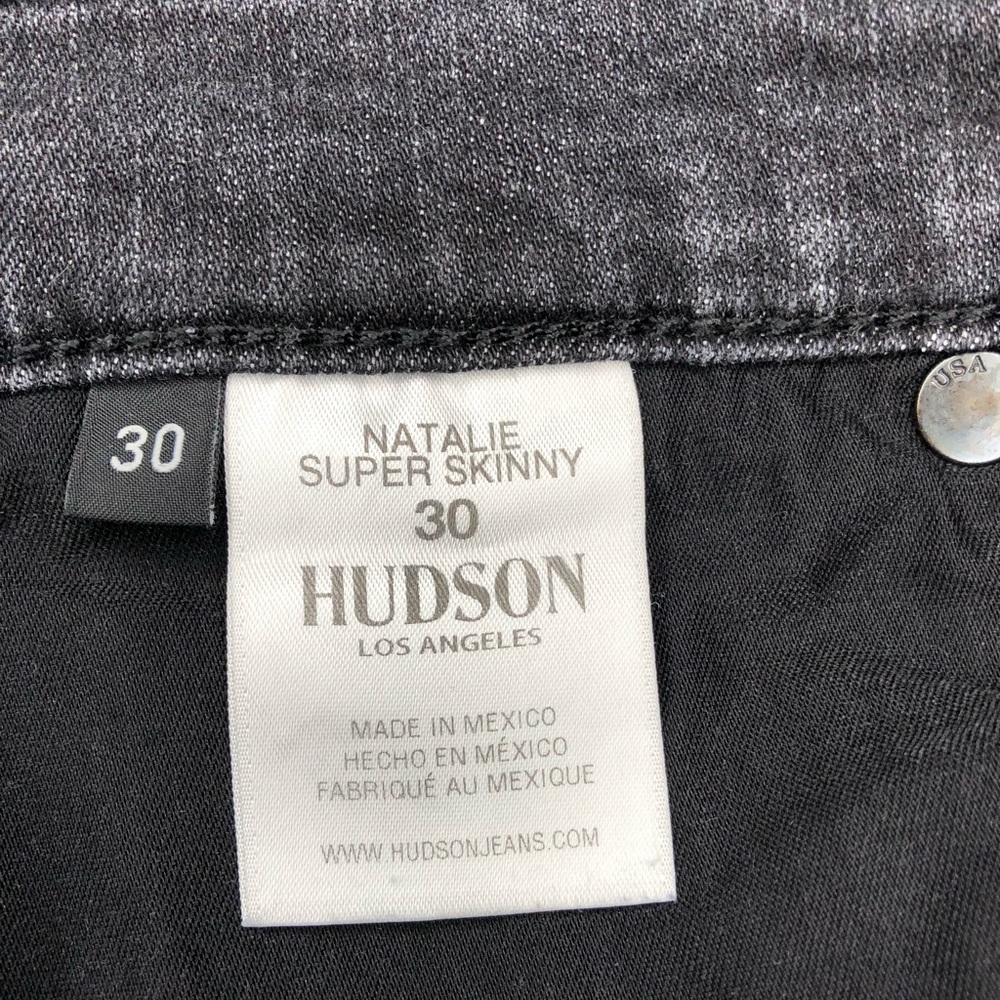 30
NATALIE
SUPER SKINNY
30
HUDSON
LOS ANGELES
MADE IN MEXICO
HECHO EN MÉXICO
FABRIQUÉ AU MEXIQUE
WWW.HUDSONJEANS.COM
USA